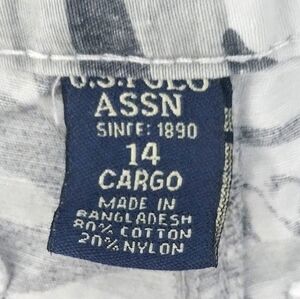 U.S. POLO
ASSN
SINCE: 1890
14
CARGO
MADE IN
BANGLADESH
80% COTTON
20% NYLON